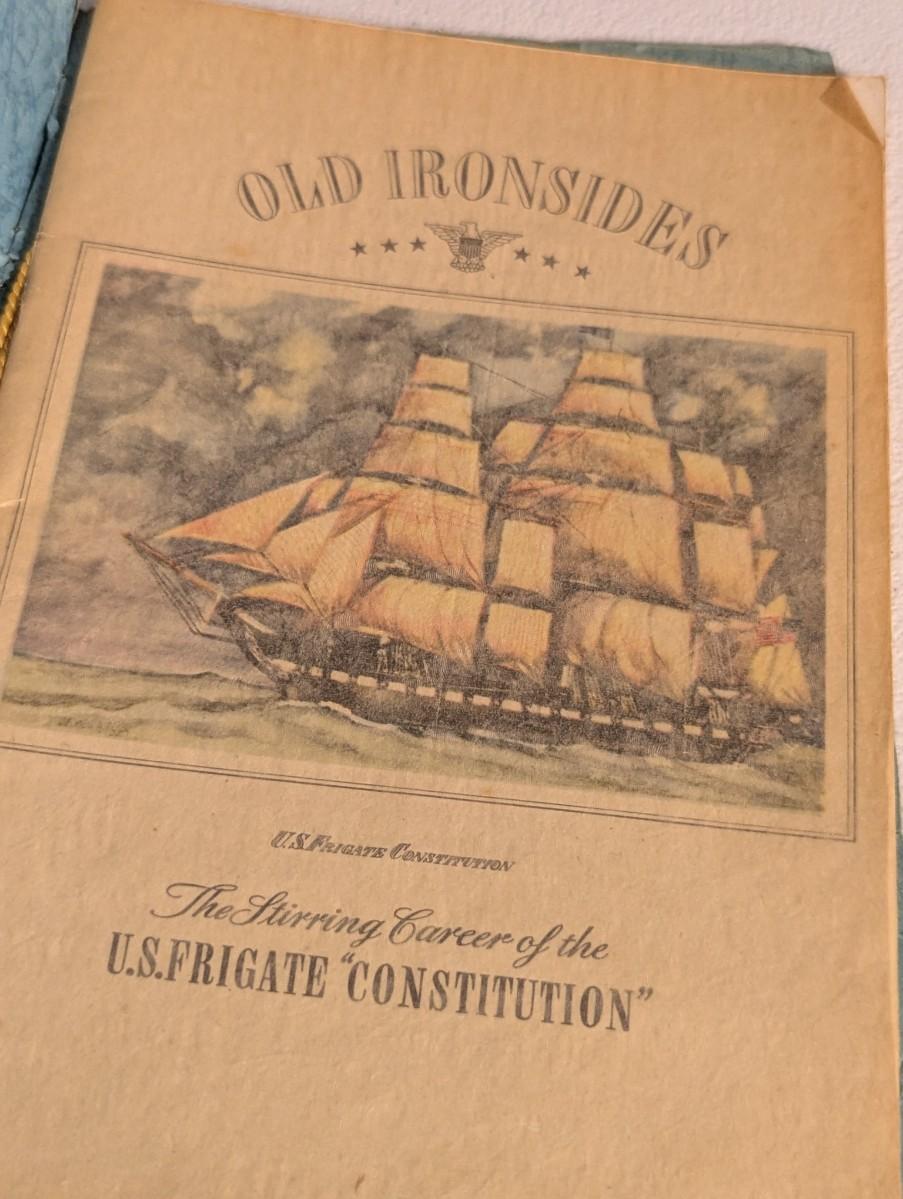 OLD IRONSIDES
U.S. FRIGATE CONSTITUTION
The Stirring Career of the
U.S. FRIGATE "CONSTITUTION"